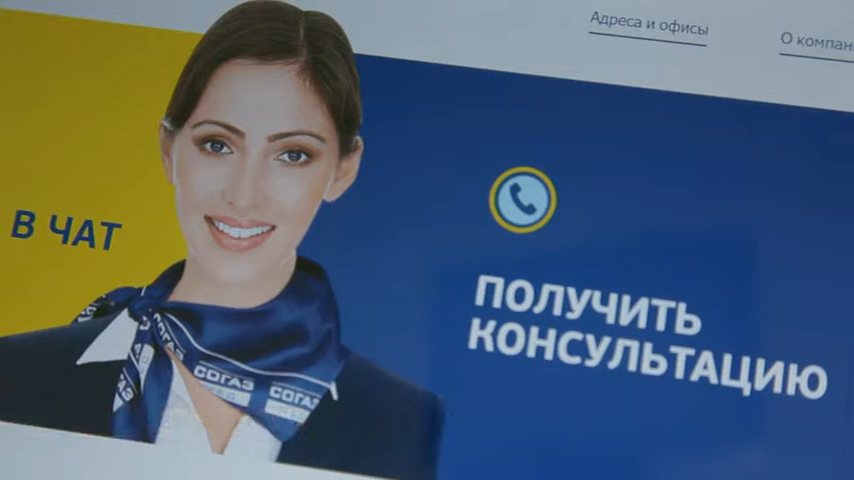 Адреса и офисы
О компан
В ЧАТ
ПОЛУЧИТЬ
КОНСУЛЬТАЦИЮ
СОГАЗ
СОГАЗ